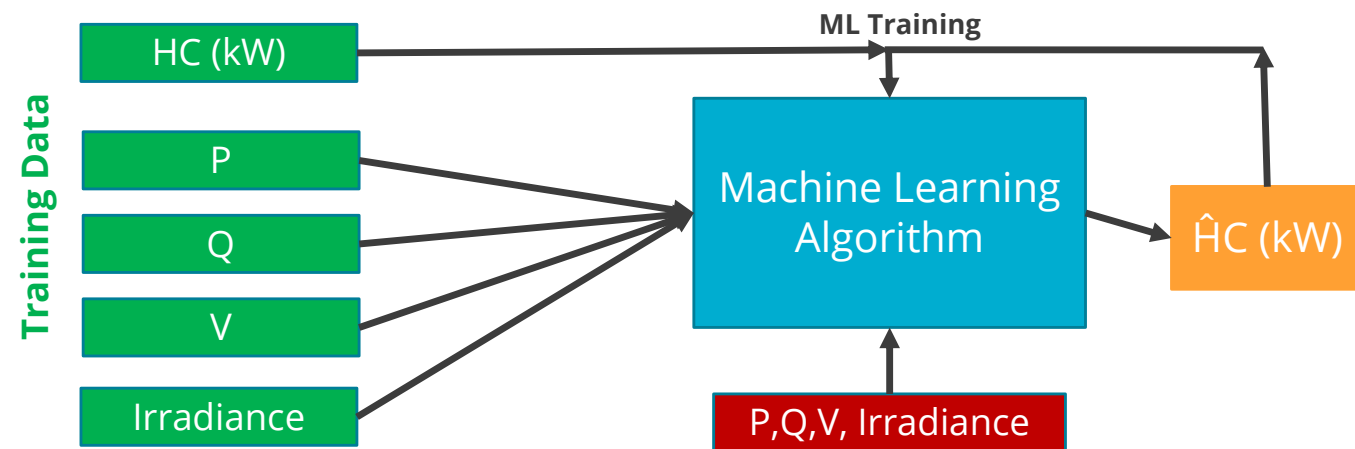 ML Training
HC (kW)
Training Data
P
Q
V
Irradiance
Machine Learning
Algorithm
ĤC (kW)
P,Q,V, Irradiance